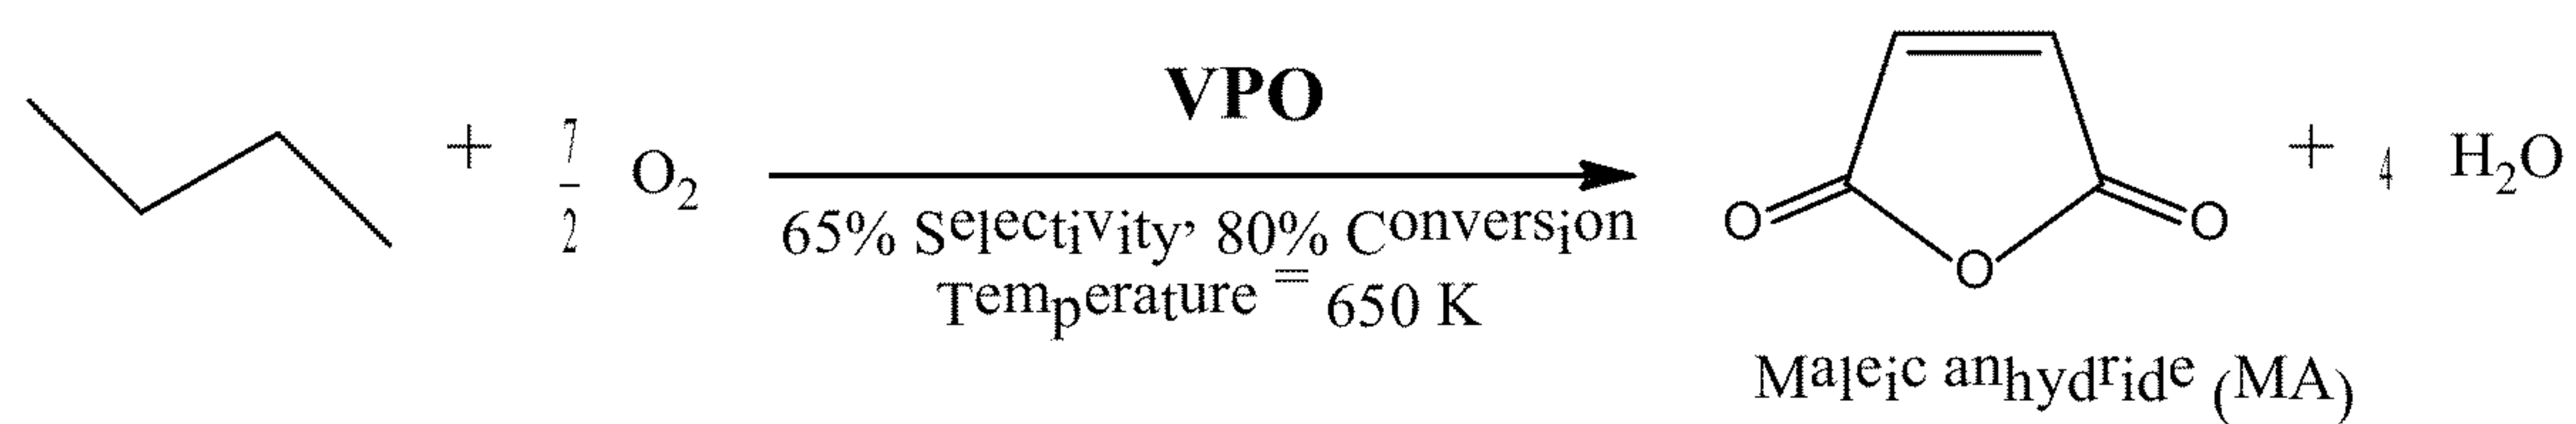 VPO
+ 7/2 O₂
65% Selectivity, 80% Conversion
Temperature = 650 K
O O O
+ 4 H₂O
Maleic anhydride (MA)